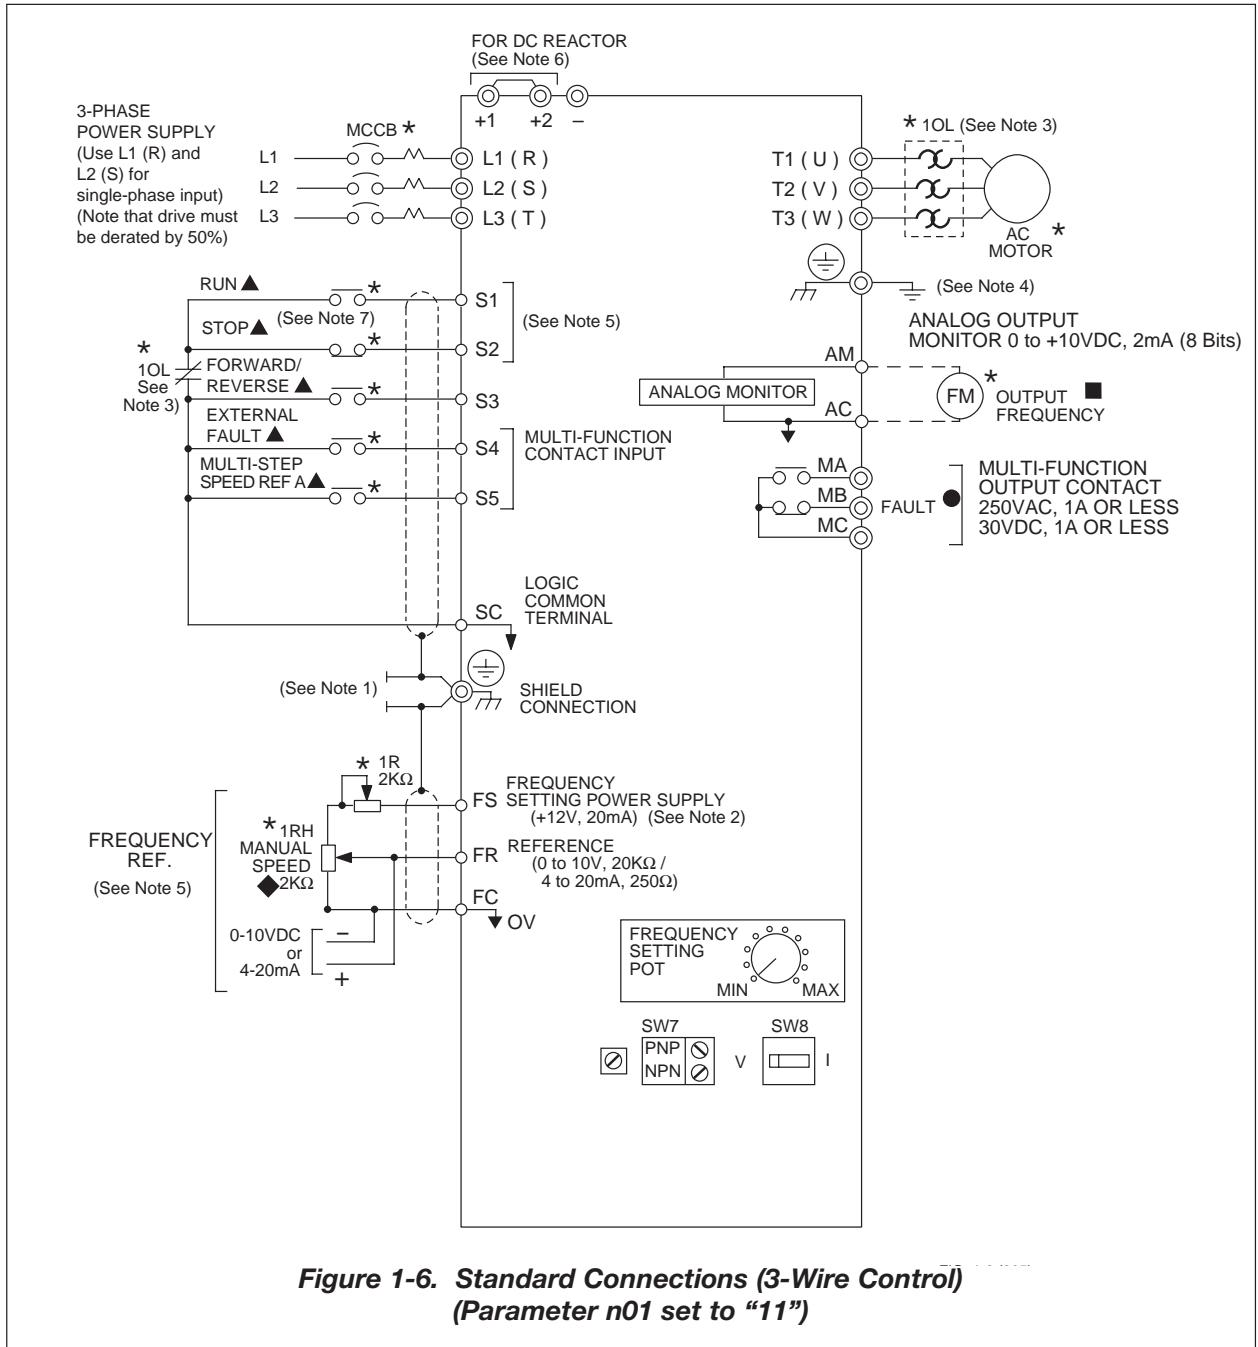 FOR DC REACTOR
(See Note 6)
+1 +2 –
3-PHASE
POWER SUPPLY
(Use L1 (R) and
L2 (S) for
single-phase input)
(Note that drive must
be derated by 50%)
MCCB *
L1
L2
L3
L1 ( R )
L2 ( S )
L3 ( T )
T1 ( U )
T2 ( V )
T3 ( W )
* 1OL (See Note 3)
AC
MOTOR *
(See Note 4)
RUN ▲
*
(See Note 7)
S1
STOP ▲
*
S2
(See Note 5)
*
1OL
See
Note 3)
FORWARD/
REVERSE ▲
*
S3
EXTERNAL
FAULT ▲
*
S4
MULTI-STEP
SPEED REF A ▲
*
S5
MULTI-FUNCTION
CONTACT INPUT
ANALOG OUTPUT
MONITOR 0 to +10VDC, 2mA (8 Bits)
AM
ANALOG MONITOR
AC
FM
*
OUTPUT ■
FREQUENCY
MA
MB
MC
FAULT ●
MULTI-FUNCTION
OUTPUT CONTACT
250VAC, 1A OR LESS
30VDC, 1A OR LESS
SC
LOGIC
COMMON
TERMINAL
(See Note 1)
SHIELD
CONNECTION
* 1R
2KΩ
FS
FREQUENCY
SETTING POWER SUPPLY
(+12V, 20mA) (See Note 2)
FREQUENCY
REF.
(See Note 5)
* 1RH
MANUAL
SPEED
◆ 2KΩ
FR
REFERENCE
(0 to 10V, 20KΩ /
4 to 20mA, 250Ω)
FC
OV
0-10VDC
or
4-20mA
–
+
FREQUENCY
SETTING
POT
MIN MAX
SW7
PNP
NPN
SW8
V I
Figure 1-6. Standard Connections (3-Wire Control)
(Parameter n01 set to “11”)